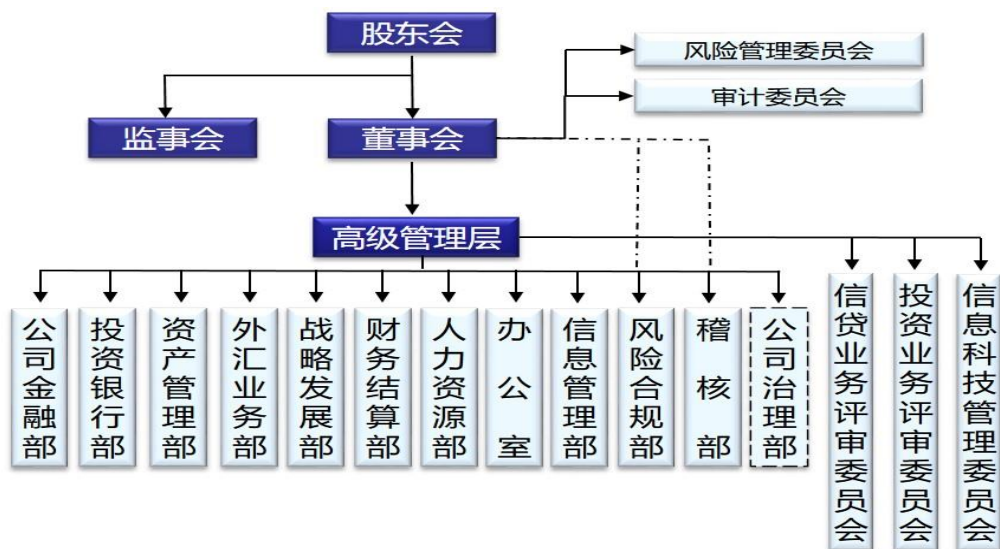 股东会
风险管理委员会
审计委员会
监事会
董事会
高级管理层
公司金融部
投资银行部
资产管理部
外汇业务部
战略发展部
财务结算部
人力资源部
办公室
信息管理部
风险合规部
稽核部
公司治理部
信贷业务评审委员会
投资业务评审委员会
信息科技管理委员会